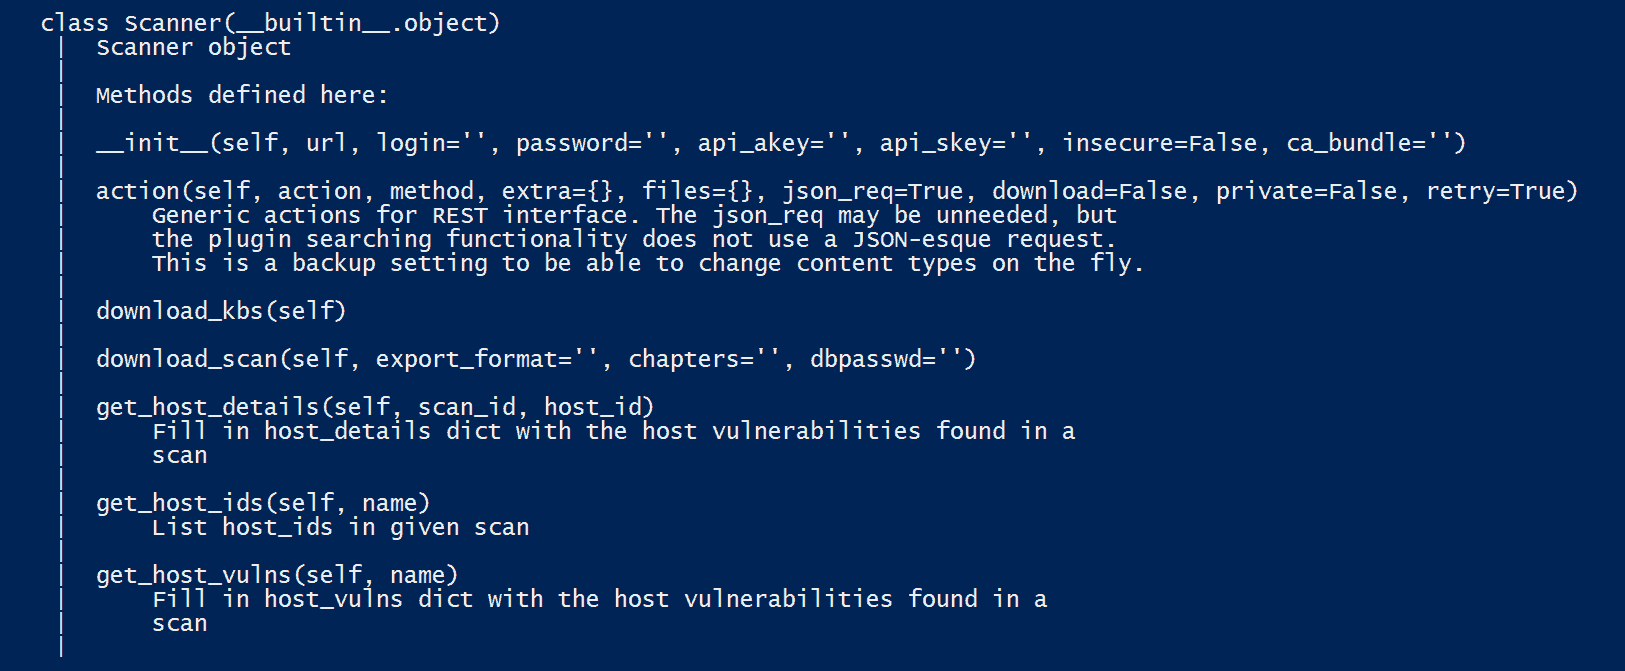 class Scanner(__builtin__.object)
 |  Scanner object
 |
 |  Methods defined here:
 |
 |  __init__(self, url, login='', password='', api_akey='', api_skey='', insecure=False, ca_bundle='')
 |
 |  action(self, action, method, extra={}, files={}, json_req=True, download=False, private=False, retry=True)
 |      Generic actions for REST interface. The json_req may be unneeded, but
 |      the plugin searching functionality does not use a JSON-esque request.
 |      This is a backup setting to be able to change content types on the fly.
 |
 |  download_kbs(self)
 |
 |  download_scan(self, export_format='', chapters='', dbpasswd='')
 |
 |  get_host_details(self, scan_id, host_id)
 |      Fill in host_details dict with the host vulnerabilities found in a
 |      scan
 |
 |  get_host_ids(self, name)
 |      List host_ids in given scan
 |
 |  get_host_vulns(self, name)
 |      Fill in host_vulns dict with the host vulnerabilities found in a
 |      scan
 |